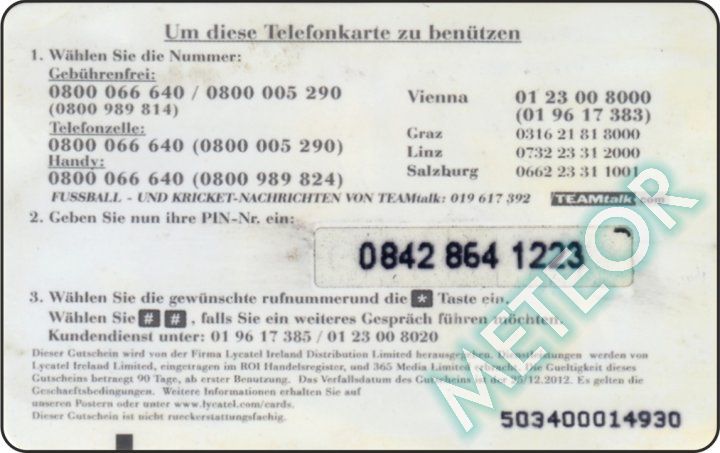 Um diese Telefonkarte zu benützen
1. Wählen Sie die Nummer:
Gebührenfrei:
0800 066 640 / 0800 005 290
(0800 989 814)
Telefonzelle:
0800 066 640 (0800 005 290)
Handy:
0800 066 640 (0800 989 824)
Vienna 01 23 00 8000
(01 96 17 383)
Graz 0316 21 81 8000
Linz 0732 23 31 2000
Salzburg 0662 23 31 1001
FUSSBALL - UND KRICKET-NACHRICHTEN VON TEAMtalk: 019 617 392 TEAMtalk.com
2. Geben Sie nun ihre PIN-Nr. ein:
0842 864 1223
3. Wählen Sie die gewünschte rufnummerund die * Taste ein.
Wählen Sie # # , falls Sie ein weiteres Gespräch führen möchten.
Kundendienst unter: 01 96 17 385 / 01 23 00 8020
Dieser Gutschein wird von der Firma Lycatel Ireland Distribution Limited herausgegeben. Dienstleistungen werden von
Lycatel Ireland Limited, eingetragen im ROI Handelsregister, und 365 Media Limited erbracht. Die Gueltigkeit dieses
Gutscheins betraegt 90 Tage, ab erster Benutzung. Das Verfallsdatum des Gutscheins ist der 25/12.2012. Es gelten die
Geschaeftsbedingungen. Weitere Informationen erhalten Sie auf
unseren Postern oder unter www.lycatel.com/cards.
Dieser Gutschein ist nicht rueckerstattungsfaehig.
503400014930
METEOR